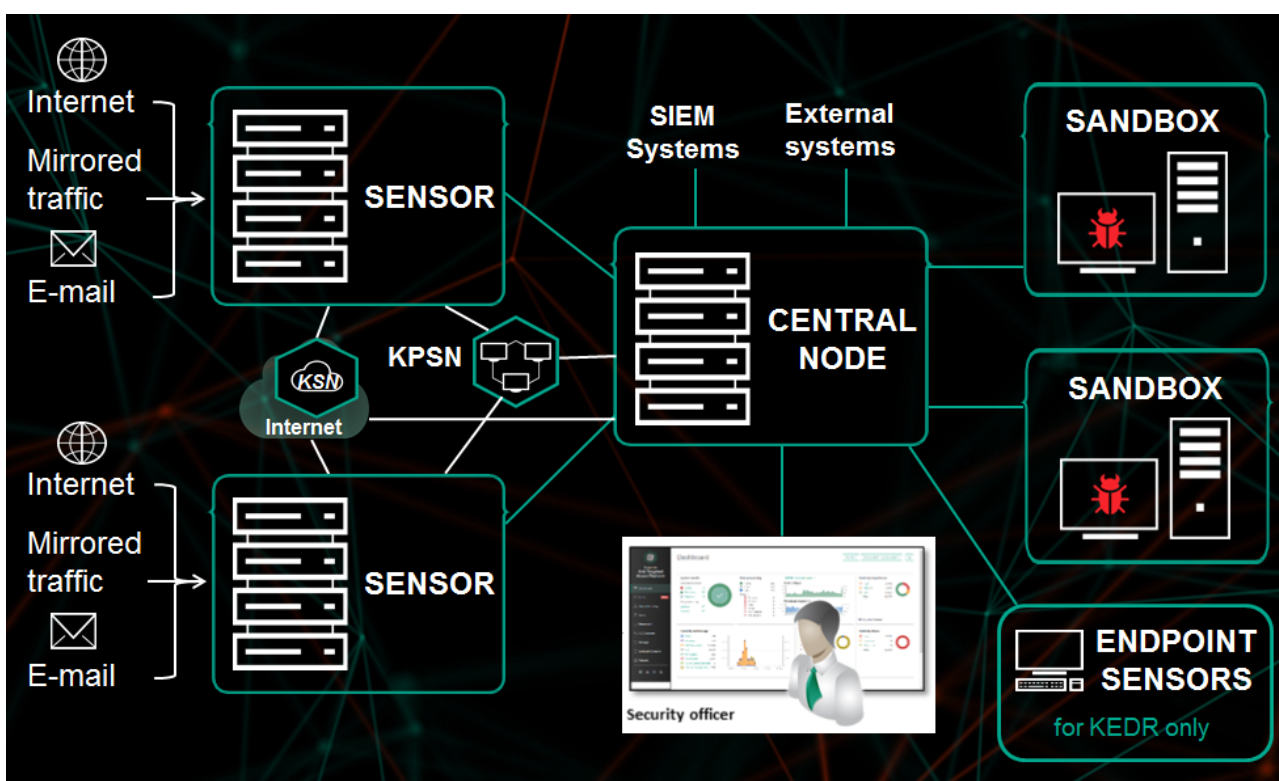 Internet
Mirrored
traffic
E-mail
SENSOR
SIEM
Systems
External
systems
SANDBOX
CENTRAL
NODE
KPSN
KSN
Internet
SANDBOX
Internet
Mirrored
traffic
E-mail
SENSOR
Dashboard
Security officer
ENDPOINT
SENSORS
for KEDR only